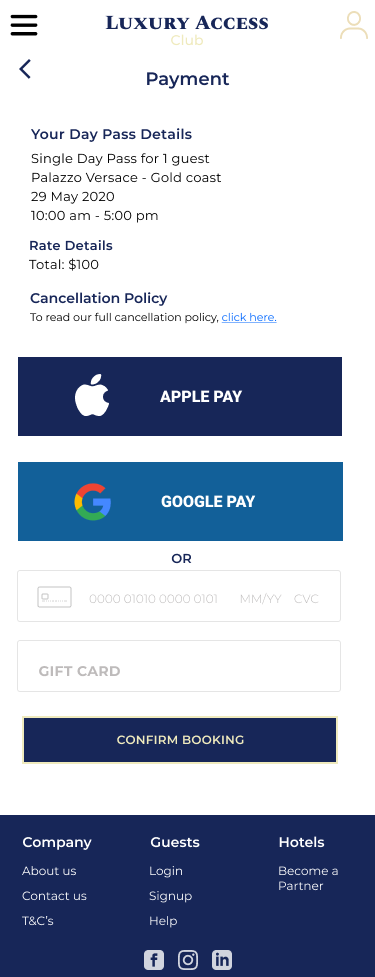 Luxury Access
Club
Payment
Your Day Pass Details
Single Day Pass for 1 guest
Palazzo Versace - Gold coast
29 May 2020
10:00 am - 5:00 pm
Rate Details
Total: $100
Cancellation Policy
To read our full cancellation policy, click here.
APPLE PAY
GOOGLE PAY
OR
0000 01010 0000 0101 MM/YY CVC
GIFT CARD
CONFIRM BOOKING
Company Guests Hotels
About us Login Become a
Partner
Contact us Signup
T&C's Help